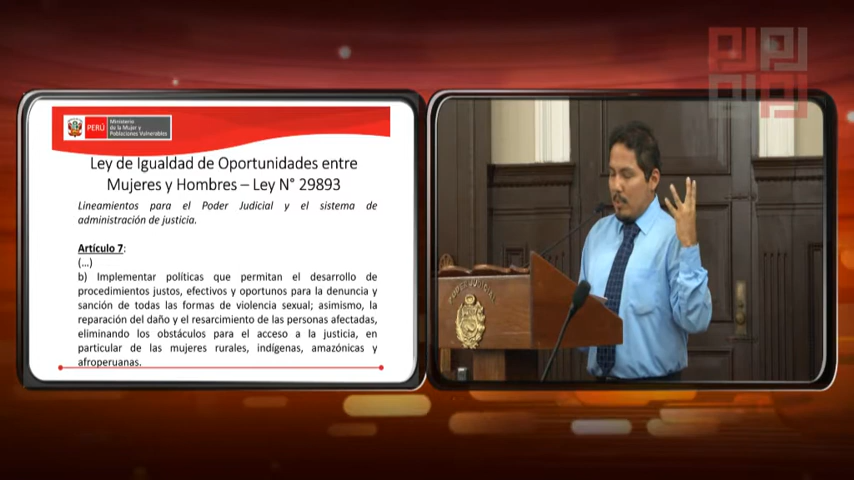 PERÚ
Ministerio
de la Mujer y
Poblaciones Vulnerables
Ley de Igualdad de Oportunidades entre
Mujeres y Hombres – Ley N° 29893
Lineamientos para el Poder Judicial y el sistema de
administración de justicia.
Artículo 7:
(...)
b) Implementar políticas que permitan el desarrollo de
procedimientos justos, efectivos y oportunos para la denuncia y
sanción de todas las formas de violencia sexual; asimismo, la
reparación del daño y el resarcimiento de las personas afectadas,
eliminando los obstáculos para el acceso a la justicia, en
particular de las mujeres rurales, indígenas, amazónicas y
afroperuanas.
PJ PJ
PJ PJ
PODER JUDICIAL